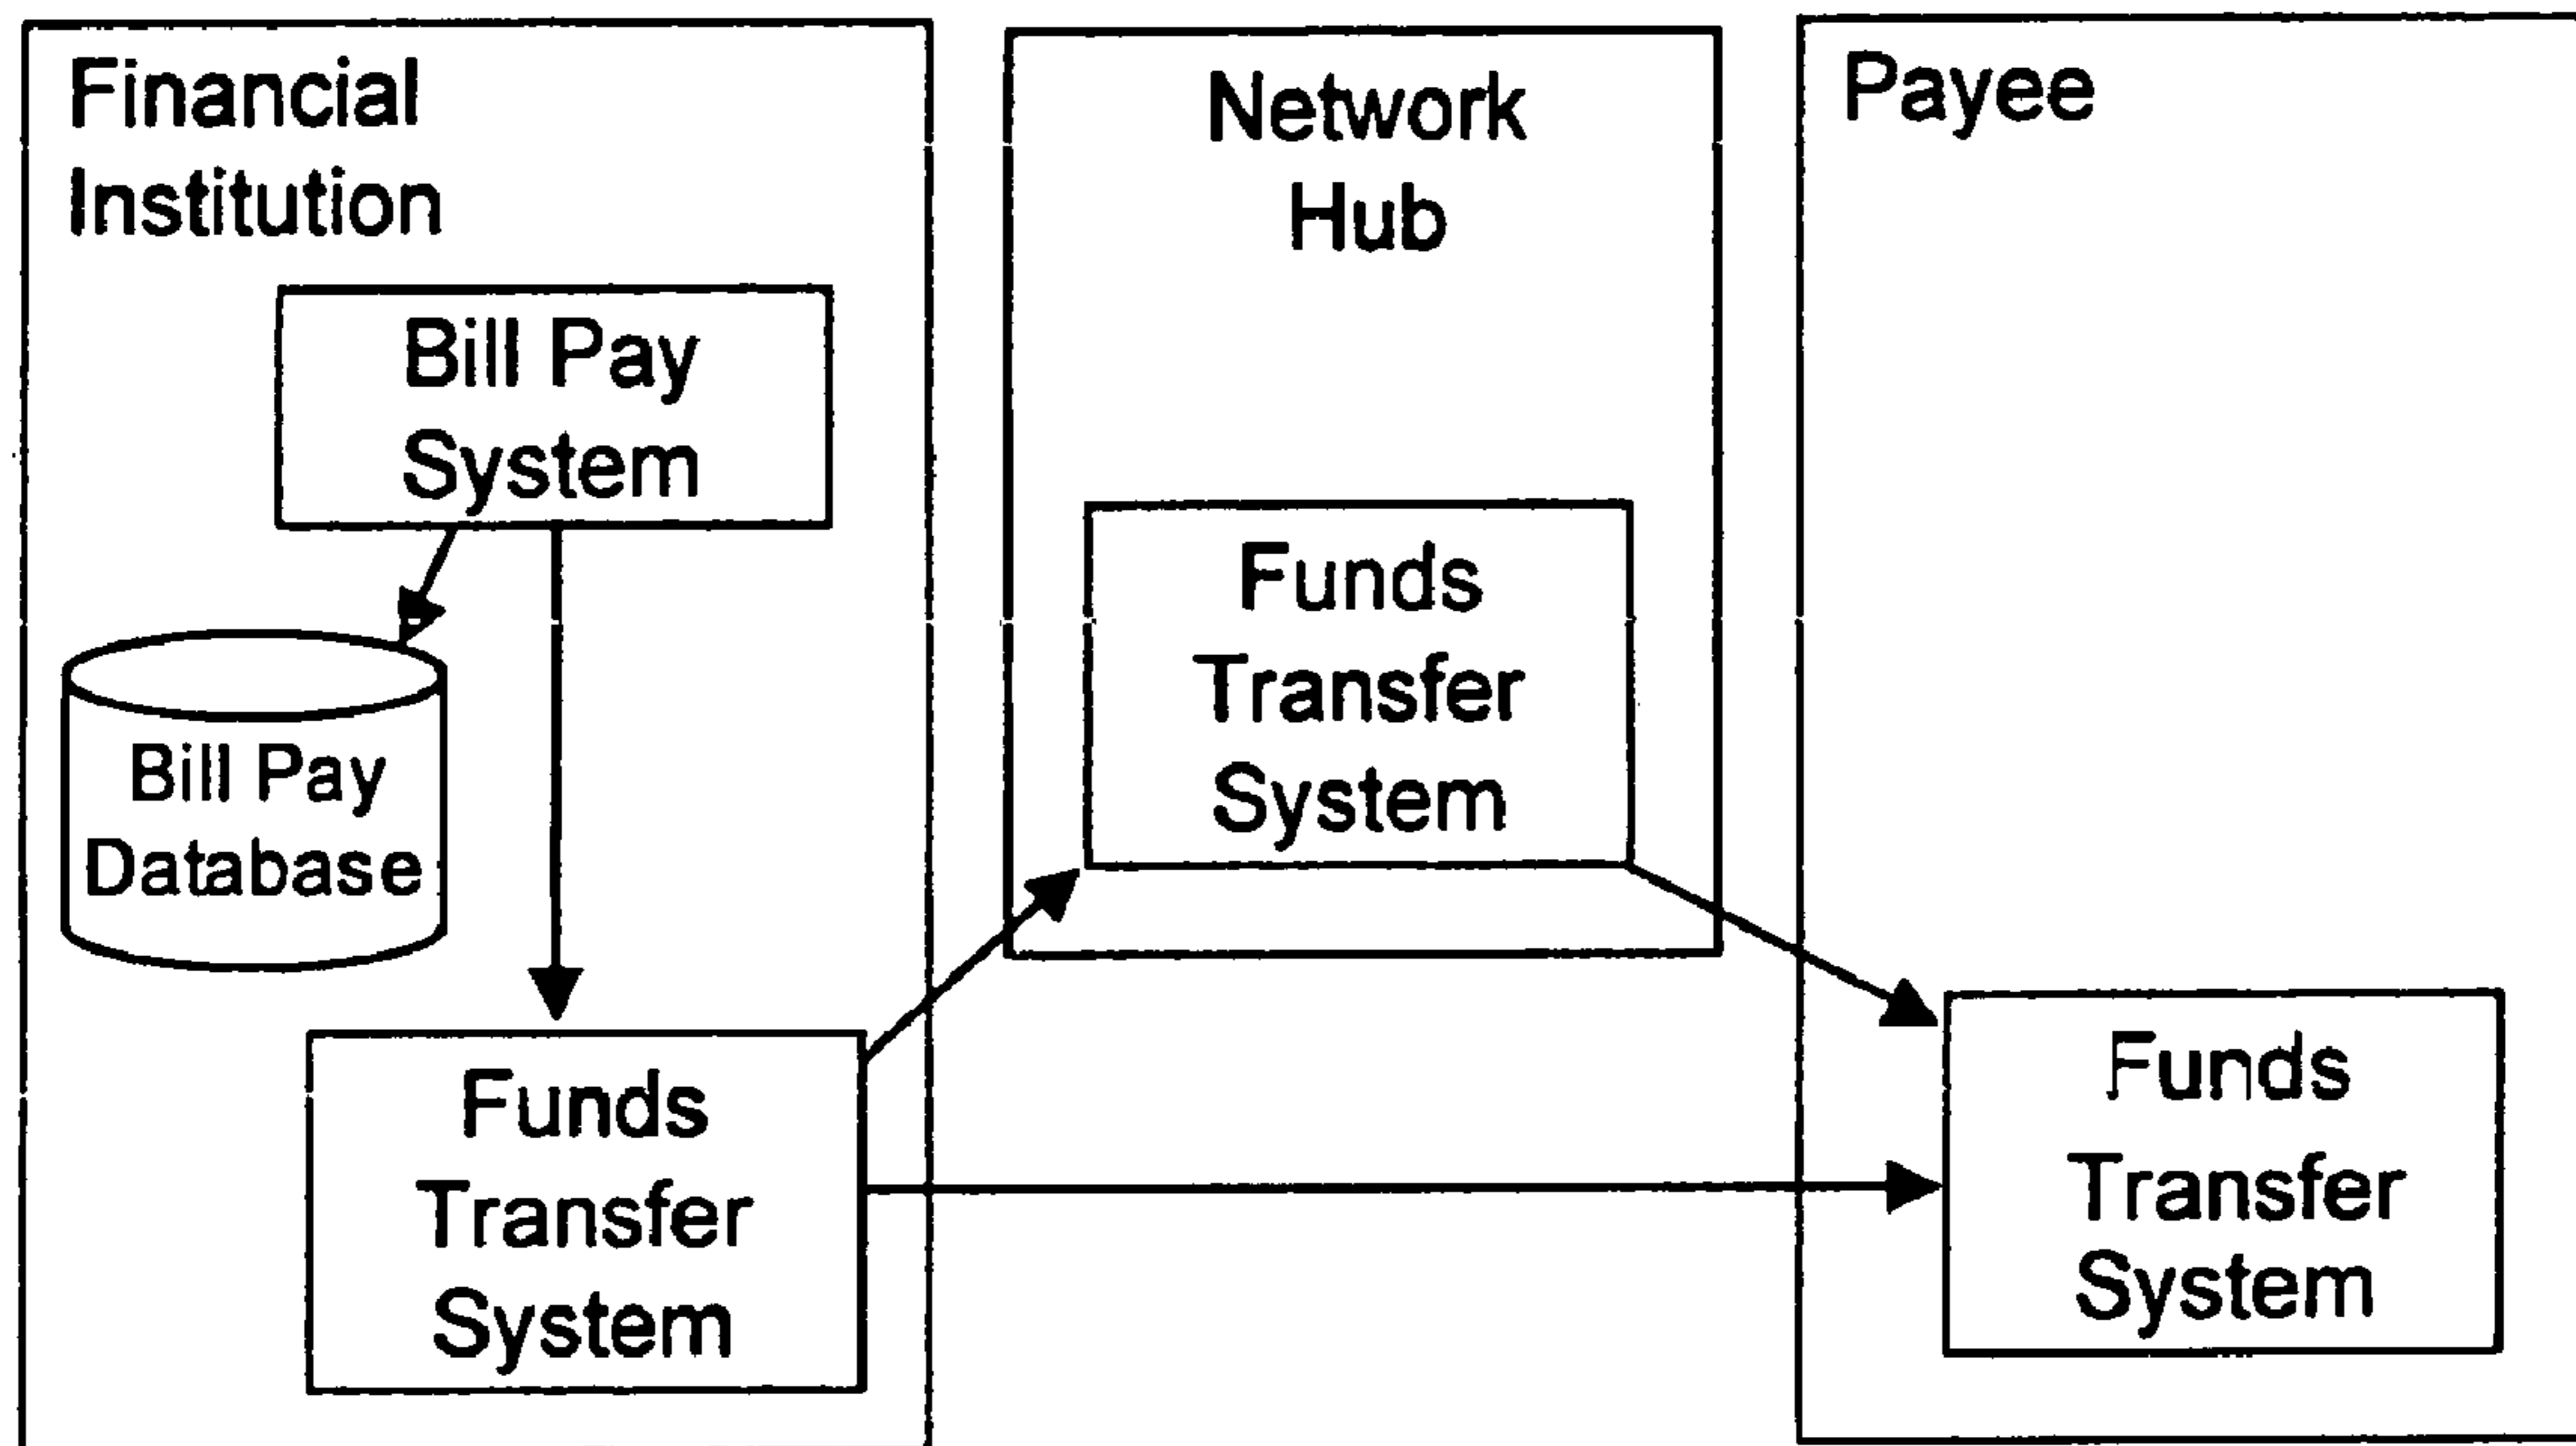 Financial
Institution
Bill Pay
System
Bill Pay
Database
Funds
Transfer
System
Network
Hub
Funds
Transfer
System
Payee
Funds
Transfer
System